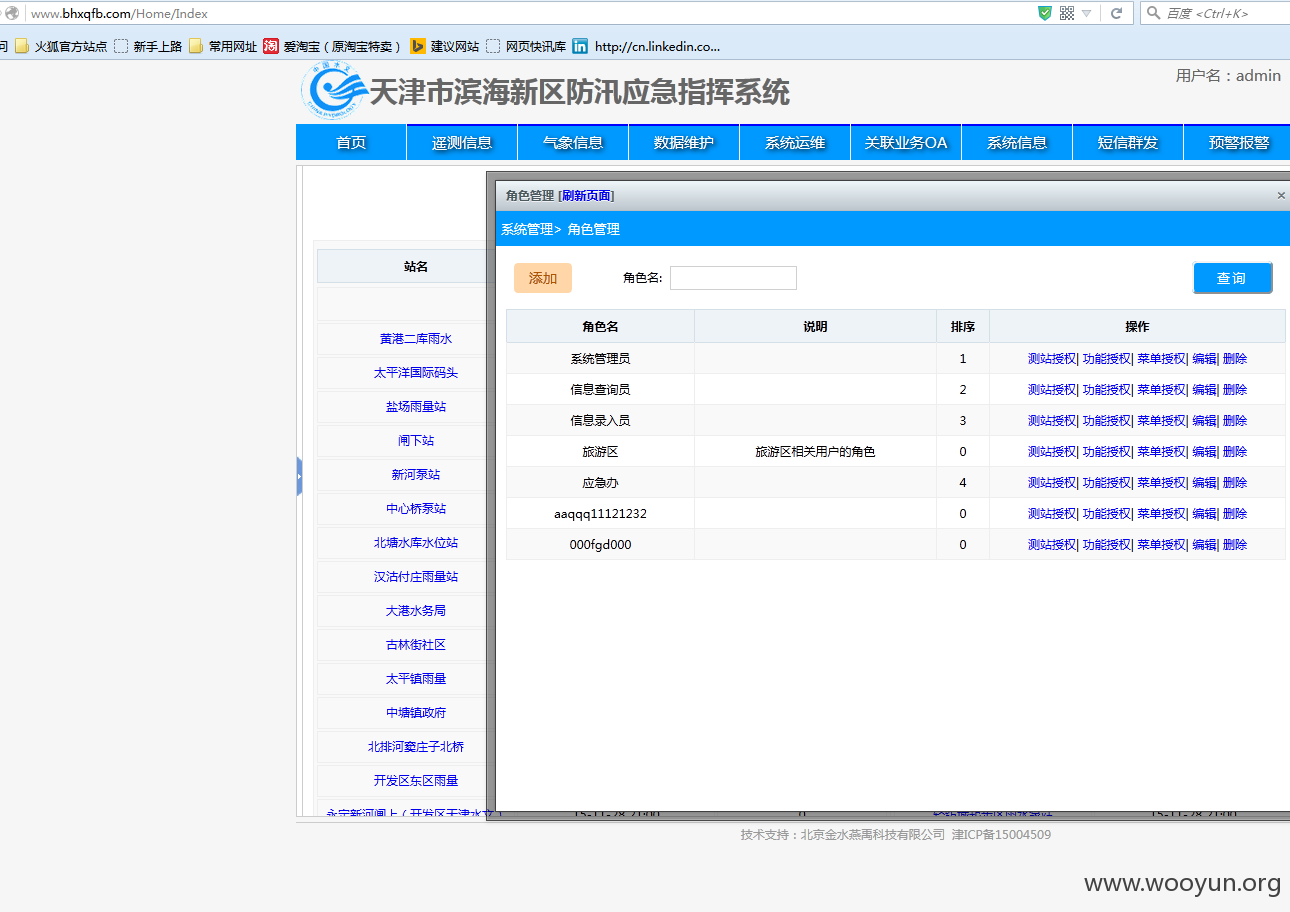 www.bhxqfb.com/Home/Index
百度 <Ctrl+K>
问 火狐官方站点 新手上路 常用网址 淘 爱淘宝（原淘宝特卖） 建议网站 网页快讯库 in http://cn.linkedin.co...
天津市滨海新区防汛应急指挥系统
用户名：admin
首页 遥测信息 气象信息 数据维护 系统运维 关联业务OA 系统信息 短信群发 预警报警
角色管理 [刷新页面] ×
系统管理> 角色管理
添加 角色名: 查询
站名
黄港二库雨水
太平洋国际码头
盐场雨量站
闸下站
新河泵站
中心桥泵站
北塘水库水位站
汉沽付庄雨量站
大港水务局
古林街社区
太平镇雨量
中塘镇政府
北排河窦庄子北桥
开发区东区雨量
角色名 说明 排序 操作
系统管理员 1 测站授权| 功能授权| 菜单授权| 编辑| 删除
信息查询员 2 测站授权| 功能授权| 菜单授权| 编辑| 删除
信息录入员 3 测站授权| 功能授权| 菜单授权| 编辑| 删除
旅游区 旅游区相关用户的角色 0 测站授权| 功能授权| 菜单授权| 编辑| 删除
应急办 4 测站授权| 功能授权| 菜单授权| 编辑| 删除
aaqqq11121232 0 测站授权| 功能授权| 菜单授权| 编辑| 删除
000fgd000 0 测站授权| 功能授权| 菜单授权| 编辑| 删除
永定新河闸上（开发区天津水文）
技术支持：北京金水燕禹科技有限公司 津ICP备15004509
www.wooyun.org